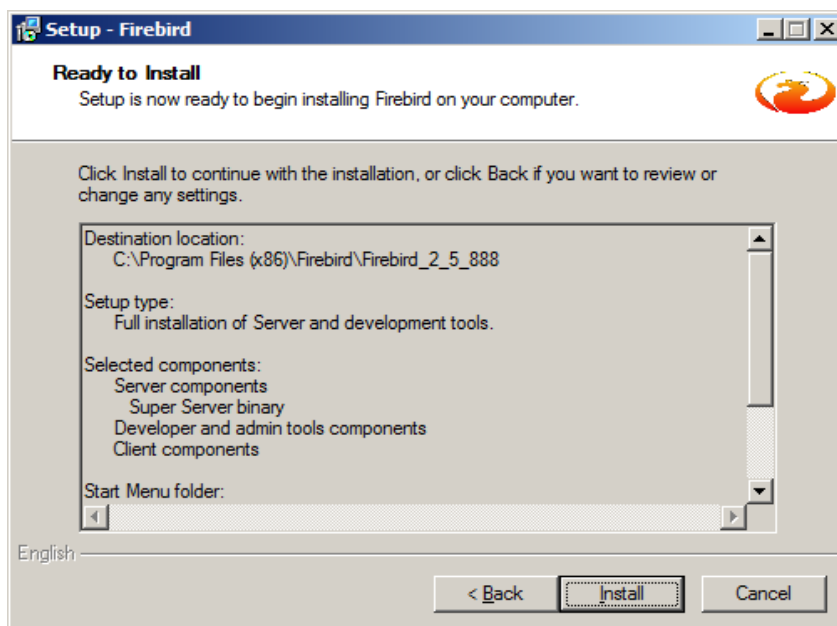 Setup - Firebird
Ready to Install
Setup is now ready to begin installing Firebird on your computer.
Click Install to continue with the installation, or click Back if you want to review or
change any settings.
Destination location:
C:\Program Files (x86)\Firebird\Firebird_2_5_888
Setup type:
Full installation of Server and development tools.
Selected components:
Server components
Super Server binary
Developer and admin tools components
Client components
Start Menu folder:
English
< Back
Install
Cancel